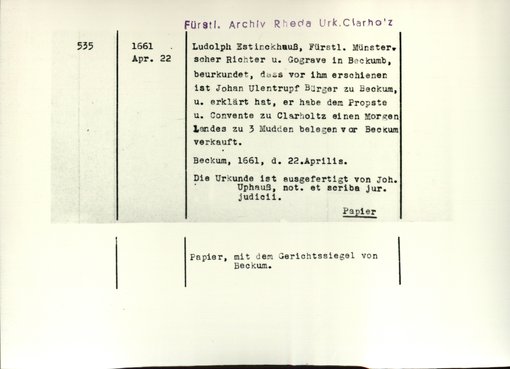 Fürstl. Archiv Rheda Urk. Clarholz
535
1661
Apr. 22
Ludolph Estinckhauß, Fürstl. Münster-
scher Richter u. Gograve in Beckumb,
beurkundet, dass vor ihm erschienen
ist Johan Ulentrupf Bürger zu Beckum,
u. erklärt hat, er habe dem Propste
u. Convente zu Clarholtz einen Morgen
Landes zu 3 Mudden belegen vor Beckum
verkauft.
Beckum, 1661, d. 22.Aprilis.
Die Urkunde ist ausgefertigt von Joh.
Uphauß, not. et scriba jur.
judicii.
Papier
Papier, mit dem Gerichtssiegel von
Beckum.